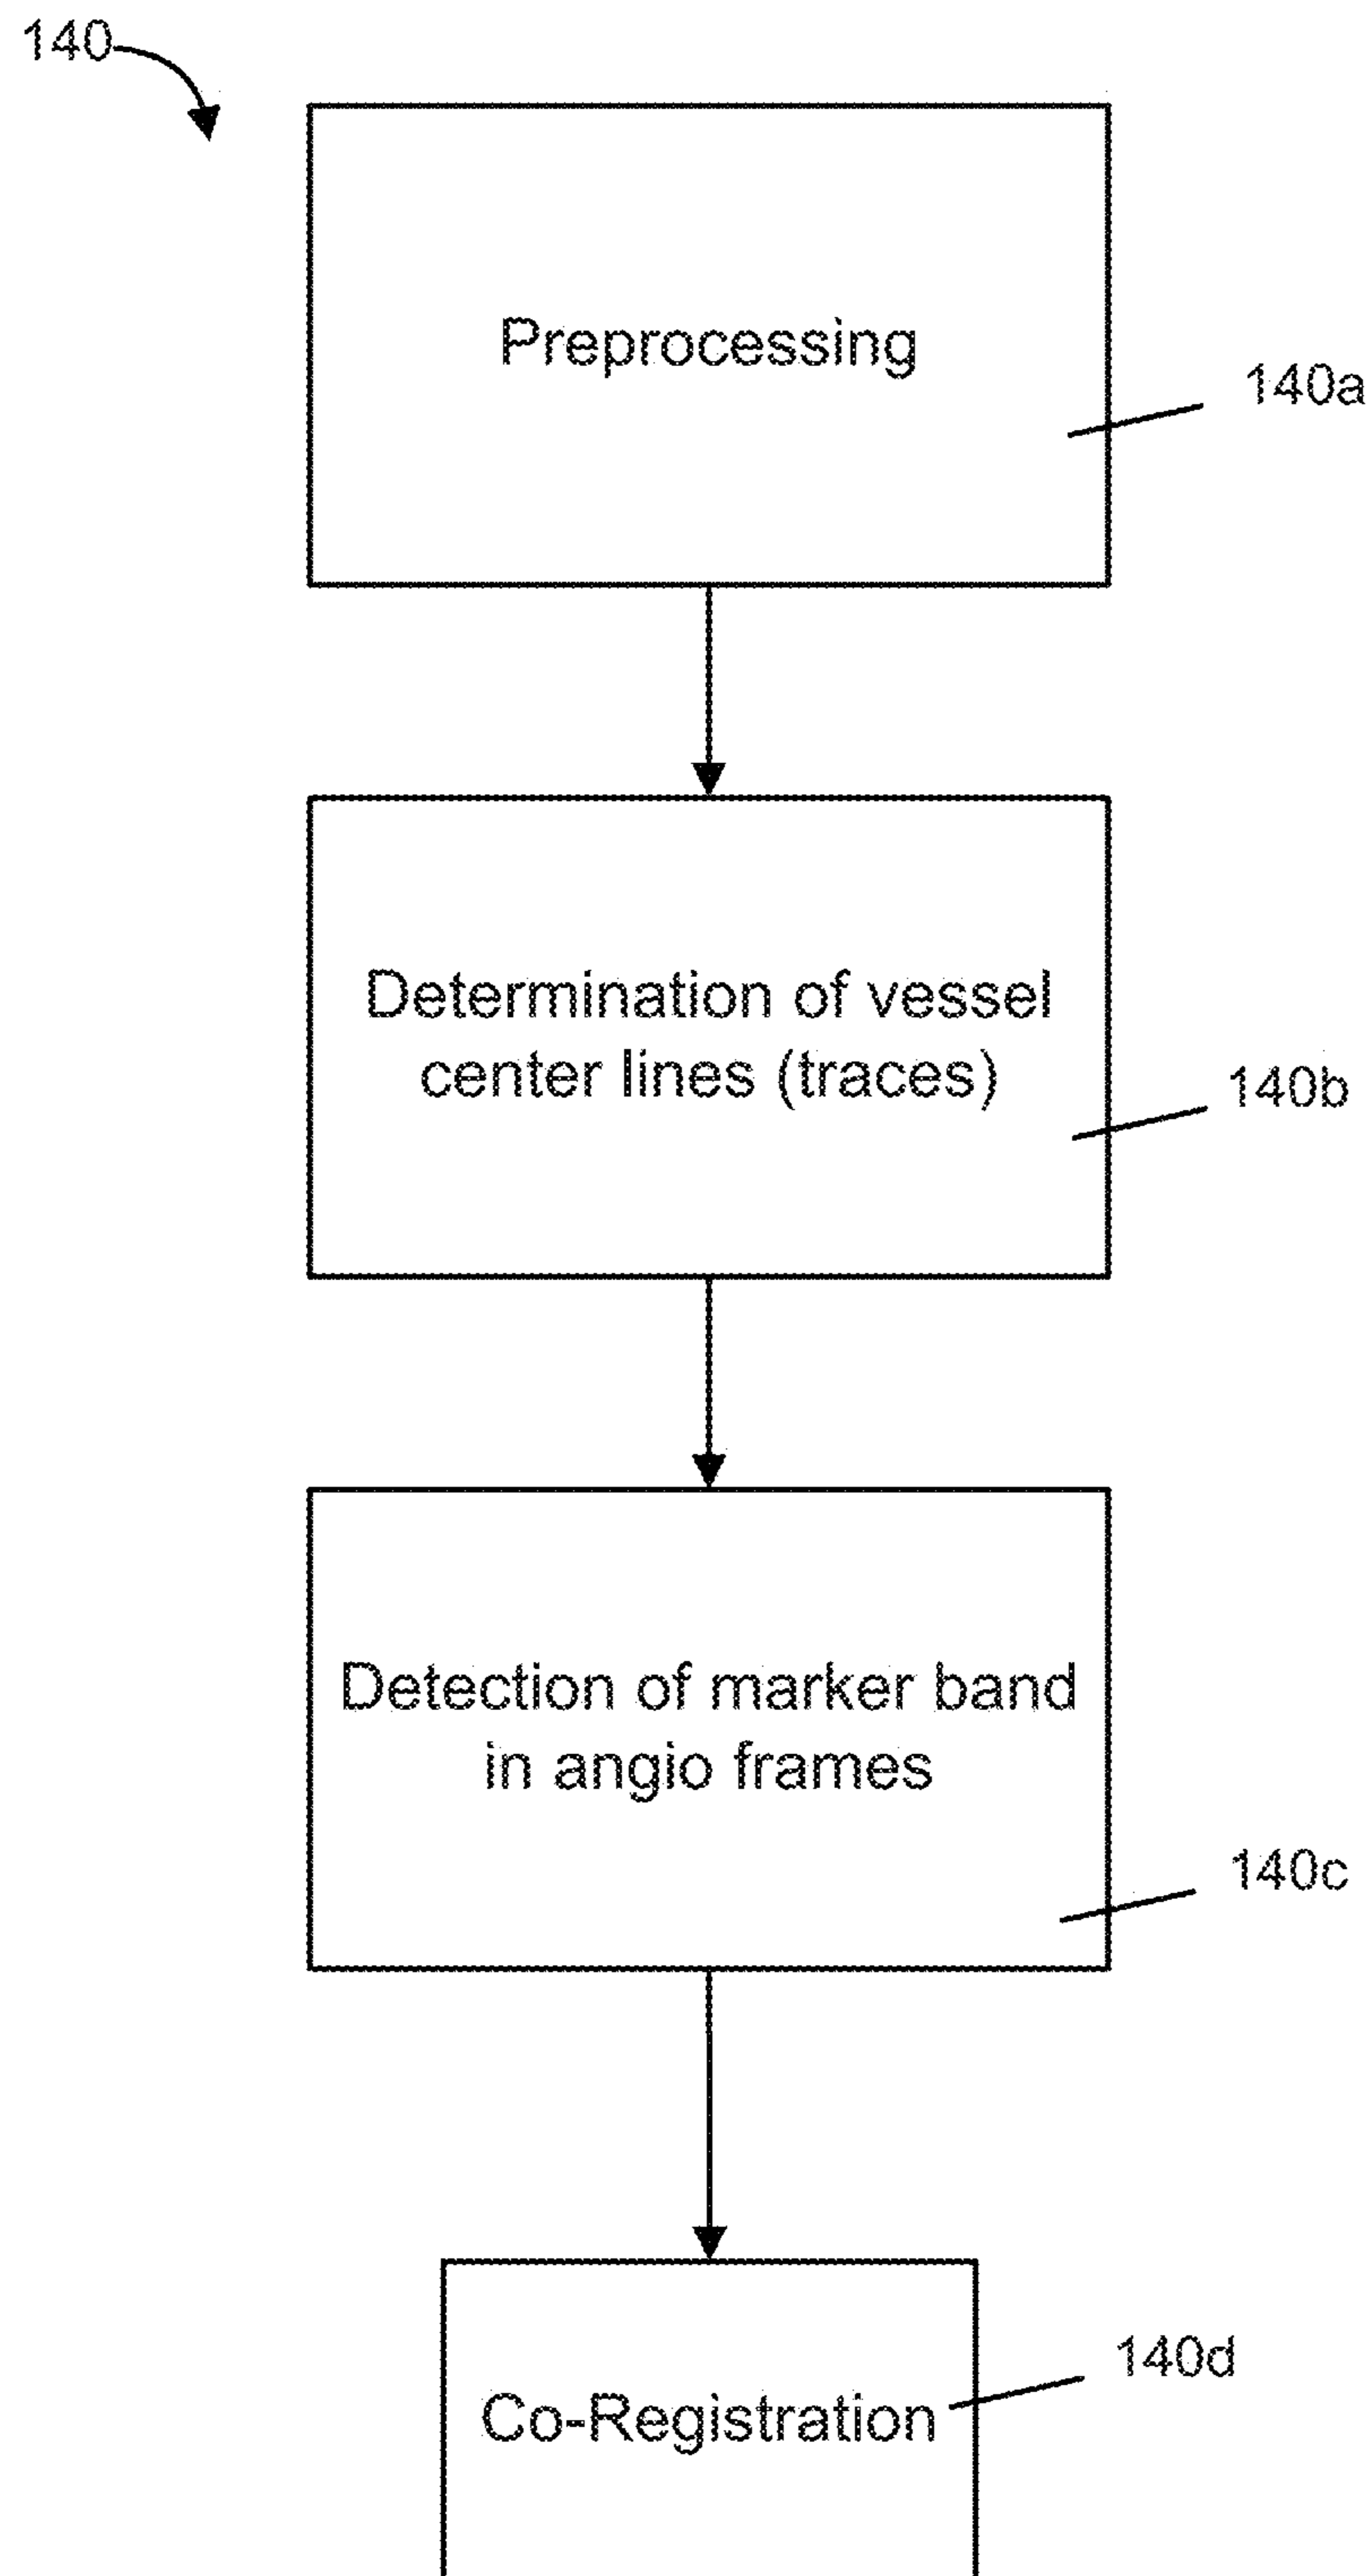 140
Preprocessing
140a
Determination of vessel
center lines (traces)
140b
Detection of marker band
in angio frames
140c
140d
Co-Registration